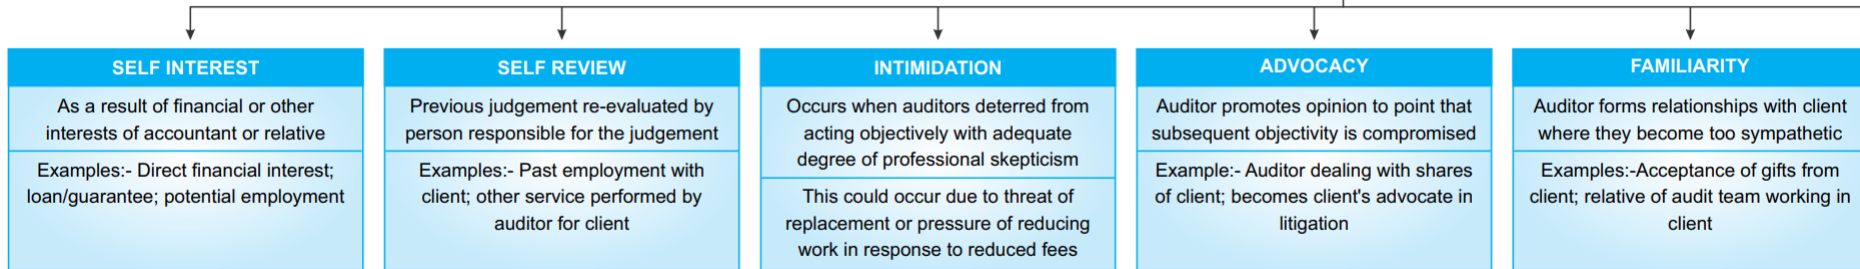 SELF INTEREST
As a result of financial or other
interests of accountant or relative
Examples:- Direct financial interest;
loan/guarantee; potential employment
SELF REVIEW
Previous judgement re-evaluated by
person responsible for the judgement
Examples:- Past employment with
client; other service performed by
auditor for client
INTIMIDATION
Occurs when auditors deterred from
acting objectively with adequate
degree of professional skepticism
This could occur due to threat of
replacement or pressure of reducing
work in response to reduced fees
ADVOCACY
Auditor promotes opinion to point that
subsequent objectivity is compromised
Example:- Auditor dealing with shares
of client; becomes client's advocate in
litigation
FAMILIARITY
Auditor forms relationships with client
where they become too sympathetic
Examples:-Acceptance of gifts from
client; relative of audit team working in
client